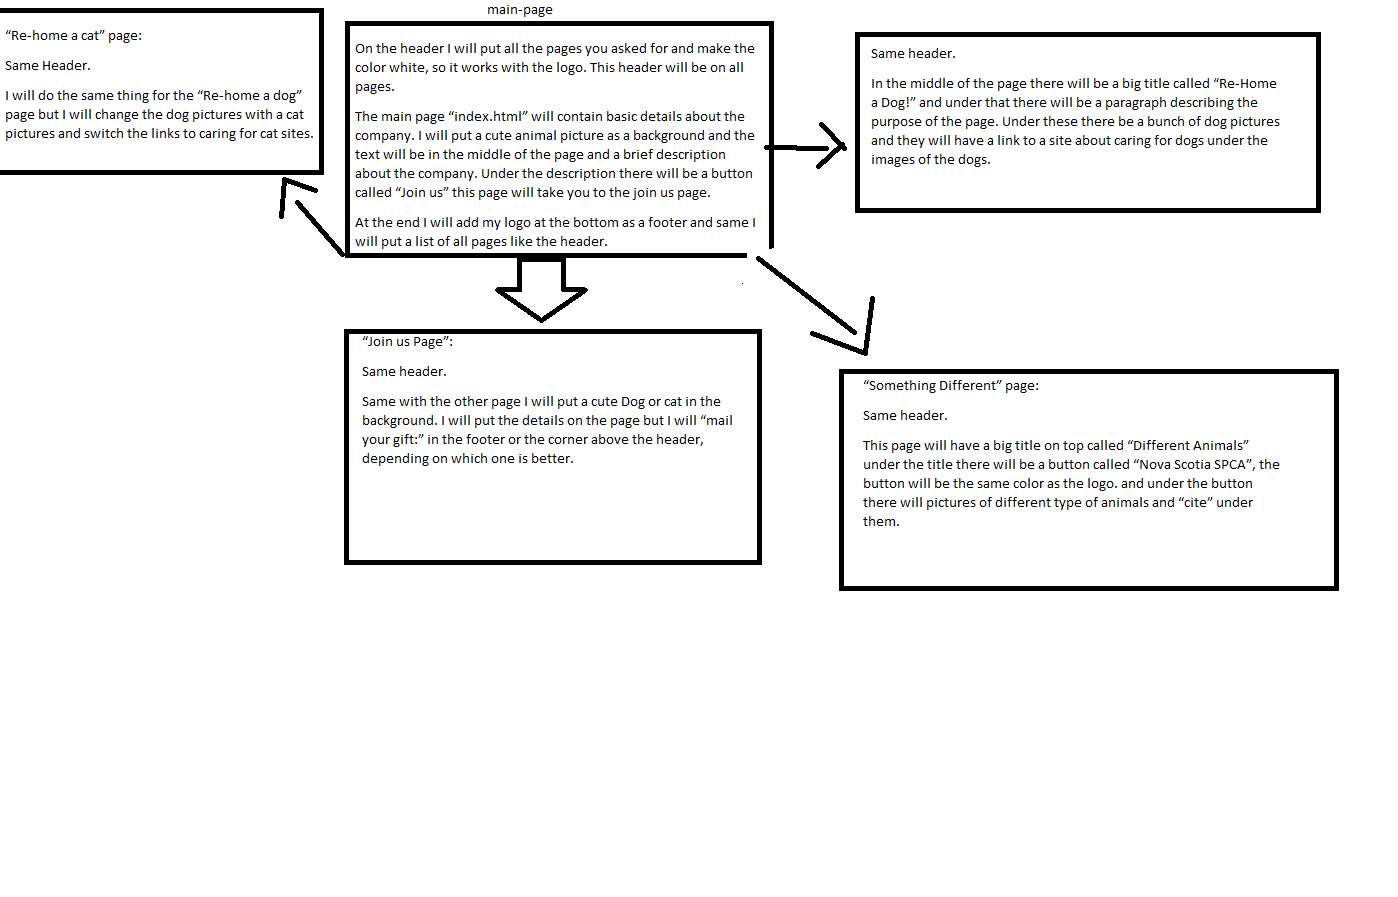 main-page
“Re-home a cat” page:
Same Header.
I will do the same thing for the “Re-home a dog”
page but I will change the dog pictures with a cat
pictures and switch the links to caring for cat sites.
On the header I will put all the pages you asked for and make the
color white, so it works with the logo. This header will be on all
pages.
The main page “index.html” will contain basic details about the
company. I will put a cute animal picture as a background and the
text will be in the middle of the page and a brief description
about the company. Under the description there will be a button
called “Join us” this page will take you to the join us page.
At the end I will add my logo at the bottom as a footer and same I
will put a list of all pages like the header.
Same header.
In the middle of the page there will be a big title called “Re-Home
a Dog!” and under that there will be a paragraph describing the
purpose of the page. Under these there be a bunch of dog pictures
and they will have a link to a site about caring for dogs under the
images of the dogs.
“Join us Page”:
Same header.
Same with the other page I will put a cute Dog or cat in the
background. I will put the details on the page but I will “mail
your gift:” in the footer or the corner above the header,
depending on which one is better.
“Something Different” page:
Same header.
This page will have a big title on top called “Different Animals”
under the title there will be a button called “Nova Scotia SPCA”, the
button will be the same color as the logo. and under the button
there will pictures of different type of animals and “cite” under
them.